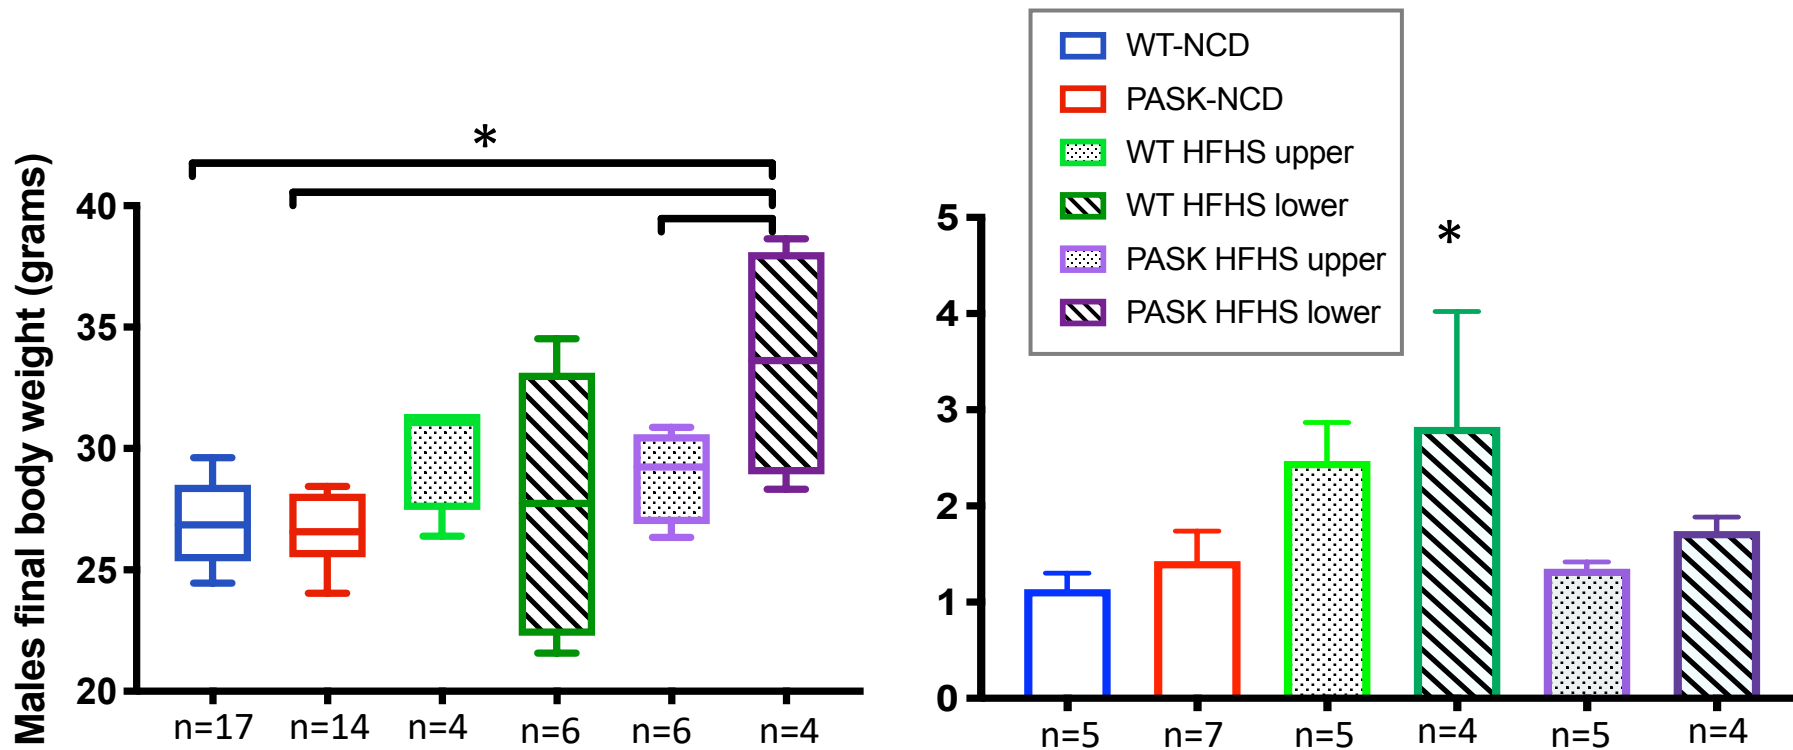 Males final body weight (grams)
40
35
30
25
20
*
n=17 n=14 n=4 n=6 n=6 n=4
WT-NCD
PASK-NCD
WT HFHS upper
WT HFHS lower
PASK HFHS upper
PASK HFHS lower
5
4
3
2
1
0
*
n=5 n=7 n=5 n=4 n=5 n=4